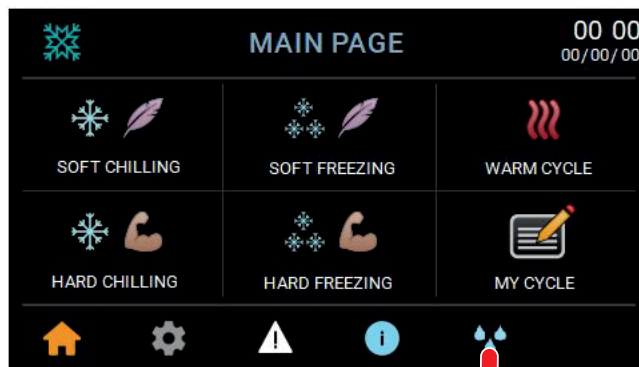 MAIN PAGE
00 00
00/00/00
SOFT CHILLING
SOFT FREEZING
WARM CYCLE
HARD CHILLING
HARD FREEZING
MY CYCLE